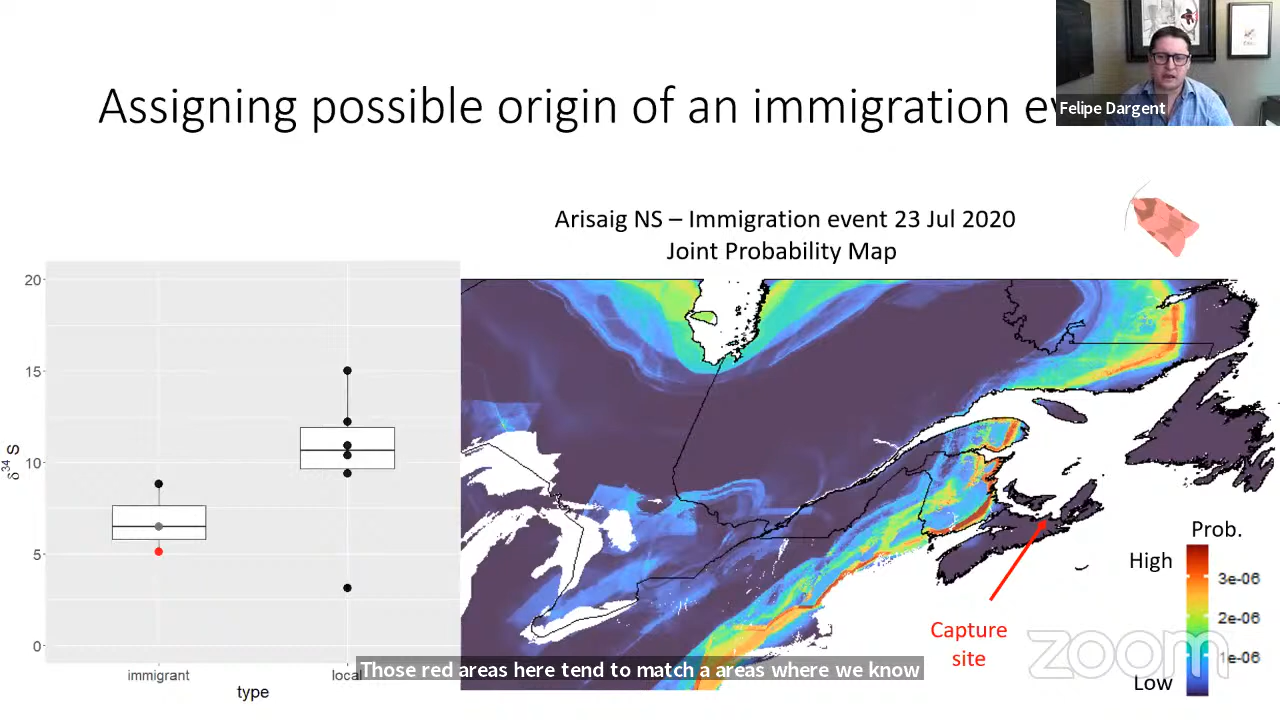 Assigning possible origin of an immigration ev
Felipe Dargent
Arisaig NS – Immigration event 23 Jul 2020
Joint Probability Map
20
15
10
5
0
δ34 S
immigrant
local
type
Capture
site
Prob.
High
3e-06
2e-06
1e-06
Low
zoom
Those red areas here tend to match a areas where we know